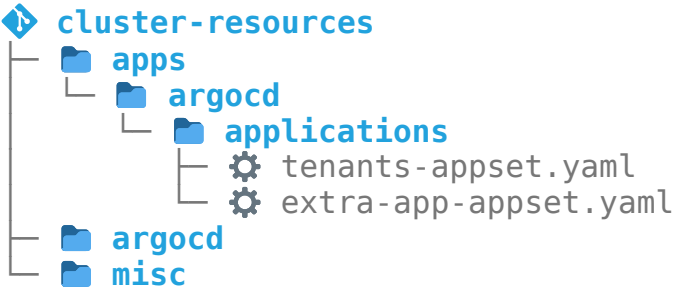 cluster-resources
apps
argocd
applications
tenants-appset.yaml
extra-app-appset.yaml
argocd
misc